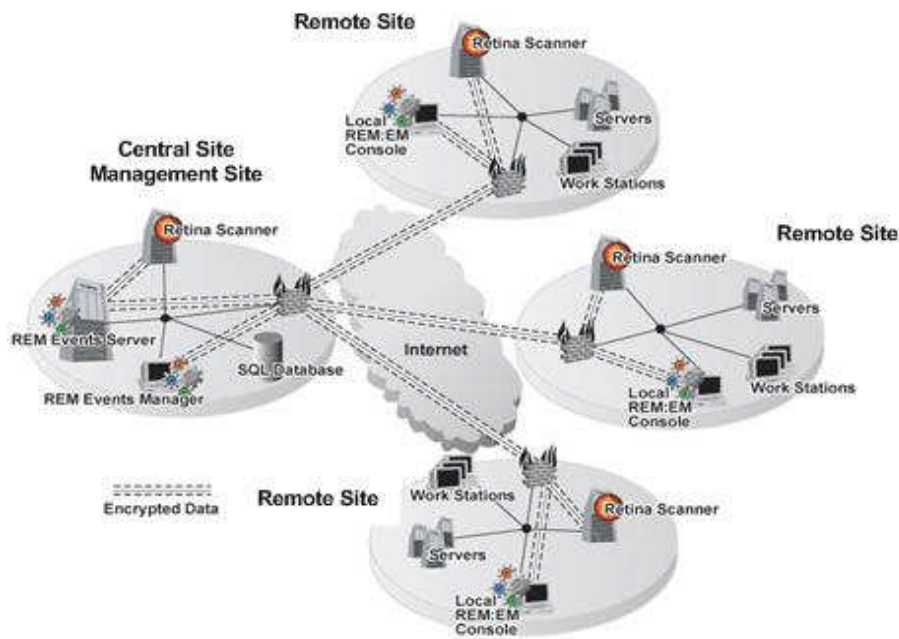 Remote Site
Retina Scanner
Local
REM:EM
Console
Servers
Work Stations
Central Site
Management Site
Retina Scanner
REM Events Server
SQL Database
REM Events Manager
Internet
Remote Site
Retina Scanner
Servers
Work Stations
Local
REM:EM
Console
Remote Site
Work Stations
Retina Scanner
Servers
Local
REM:EM
Console
Encrypted Data